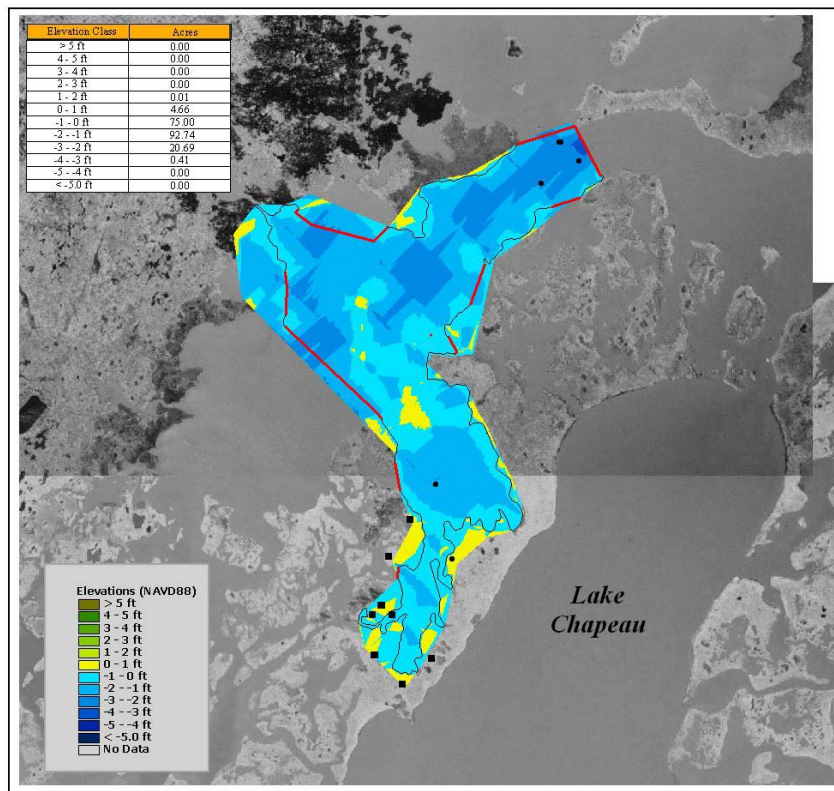 Elevation Class Acres
> 5 ft 0.00
4 - 5 ft 0.00
3 - 4 ft 0.00
2 - 3 ft 0.00
1 - 2 ft 0.01
0 - 1 ft 4.66
-1 - 0 ft 75.00
-2 - -1 ft 92.74
-3 - -2 ft 20.69
-4 - -3 ft 0.41
-5 - -4 ft 0.00
< -5.0 ft 0.00
Lake
Chapeau
Elevations (NAVD88)
> 5 ft
4 - 5 ft
3 - 4 ft
2 - 3 ft
1 - 2 ft
0 - 1 ft
-1 - 0 ft
-2 - -1 ft
-3 - -2 ft
-4 - -3 ft
-5 - -4 ft
< -5.0 ft
No Data